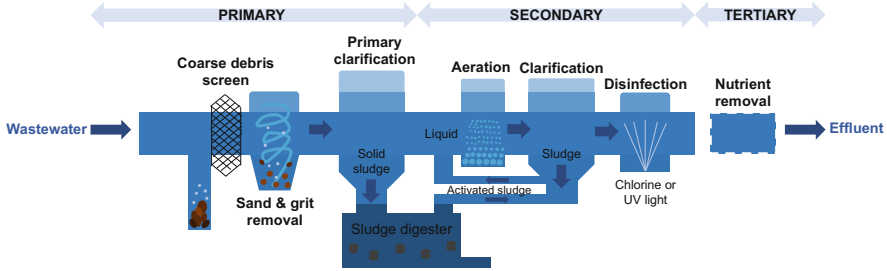 PRIMARY
SECONDARY
TERTIARY
Primary
clarification
Coarse debris
screen
Aeration
Clarification
Disinfection
Nutrient
removal
Wastewater
Liquid
Effluent
Solid
sludge
Sludge
Activated sludge
Chlorine or
UV light
Sand & grit
removal
Sludge digester